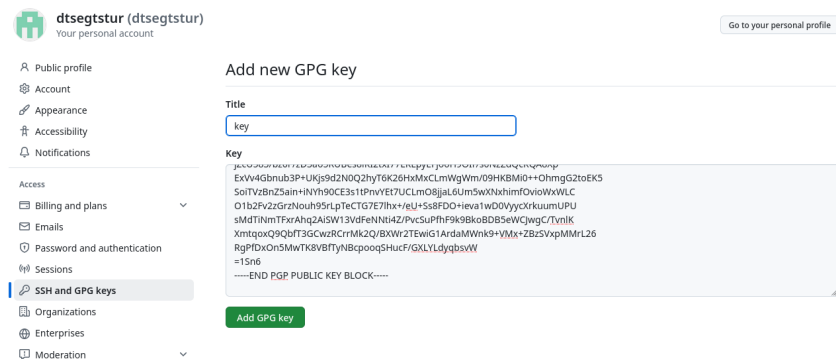 dtsegtstur (dtsegtstur)
Your personal account
Go to your personal profile
Public profile
Account
Appearance
Accessibility
Notifications
Access
Billing and plans
Emails
Password and authentication
Sessions
SSH and GPG keys
Organizations
Enterprises
Moderation
Add new GPG key
Title
key
Key
ExVv4Gbnub3P+UKjs9d2N0Q2hyT6K26HxMxCLmWgWm/09HKBMi0++OhmgG2toEK5
SoiTVzBnZ5ain+iNYh90CE3s1tPnvYEt7UCLmO8jjaL6Um5wXNxhimfOvioWxWLC
O1b2Fv2zGrzNouh95rLpTeCTG7E7lhx+/eU+Ss8FDO+ieva1wD0VyycXrkuumUPU
sMdTiNmTFxrAhq2AiSW13VdFeNNti4Z/PvcSuPfhF9k9BkoBDB5eWCJwgC/TvnlK
XmtqoxQ9QbfT3GCwzRCrrMk2Q/BXWr2TEwiG1ArdaMWnk9+VMx+ZBzSVxpMMrL26
RgPfDxOn5MwTK8VBfTyNBcpooqSHucF/GXLYLdyqbsvW
=1Sn6
-----END PGP PUBLIC KEY BLOCK-----
Add GPG key